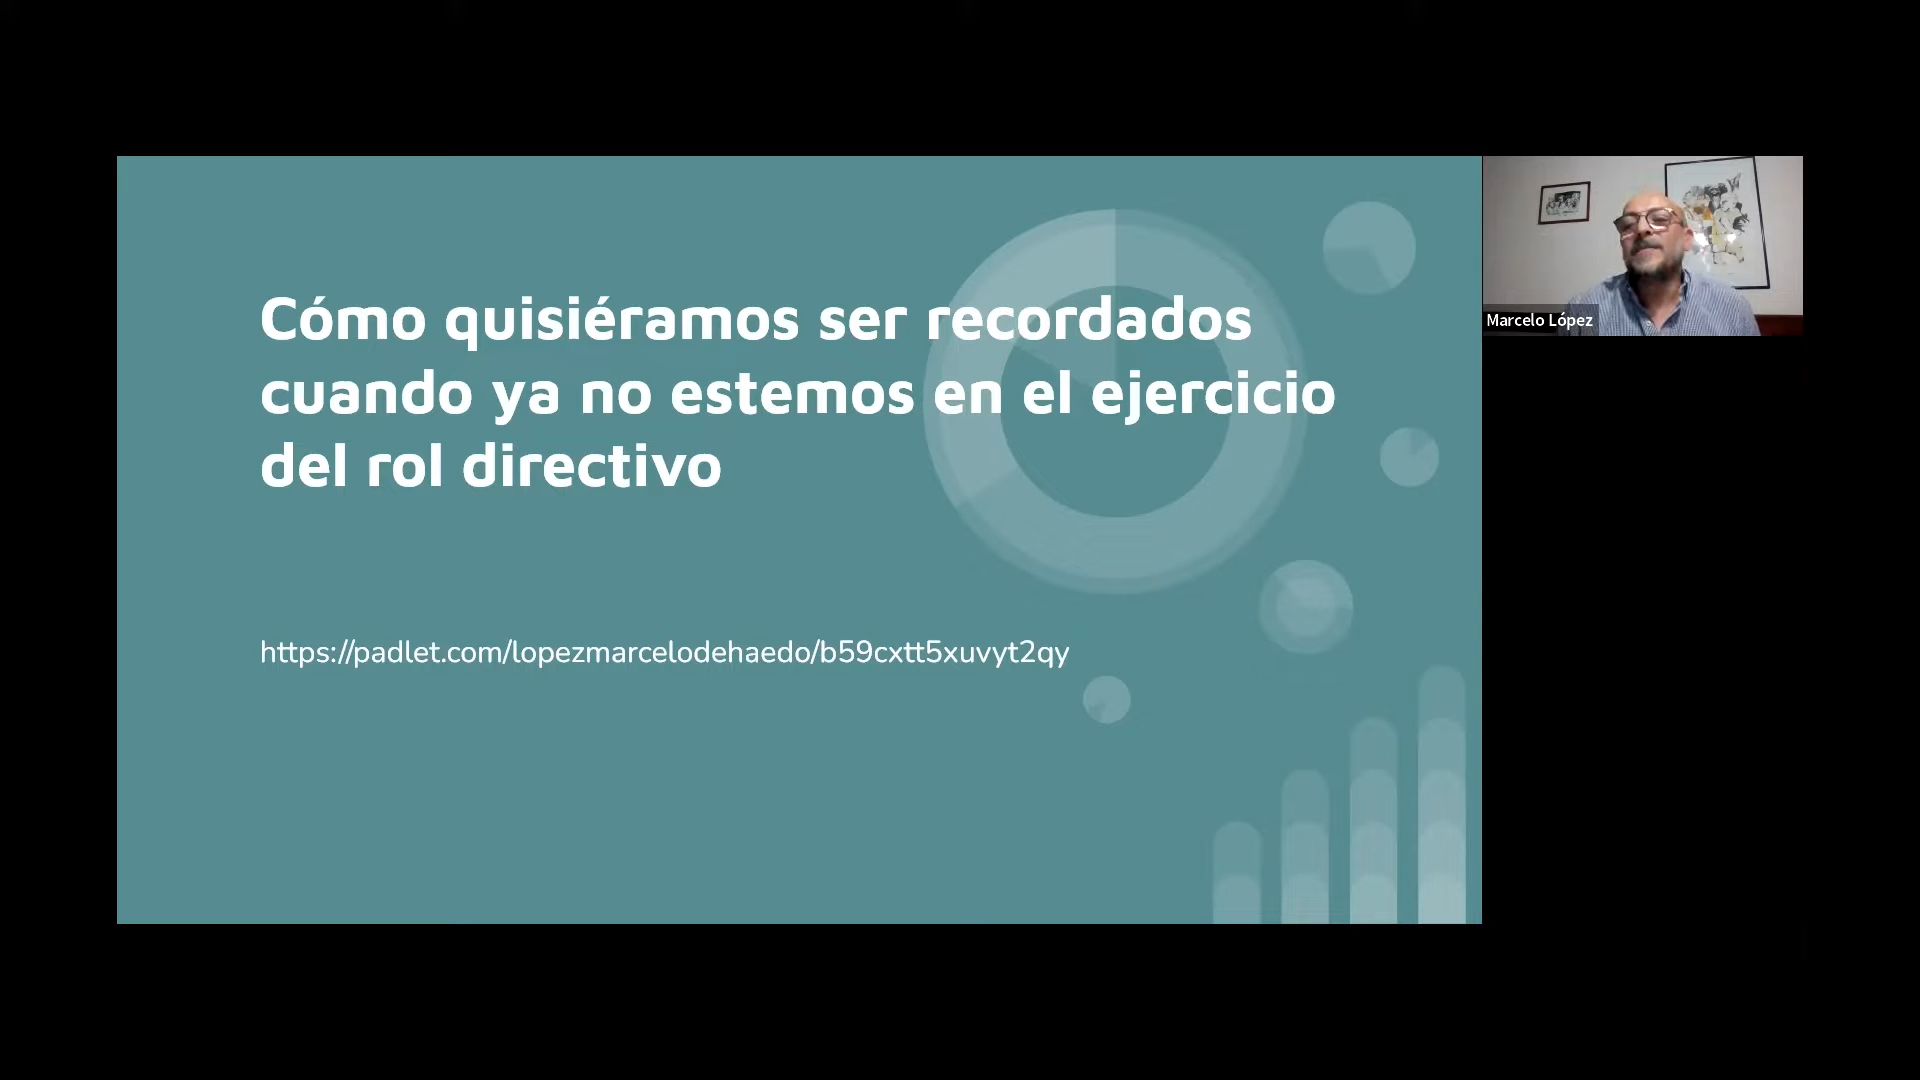 Cómo quisiéramos ser recordados
cuando ya no estemos en el ejercicio
del rol directivo
https://padlet.com/lopezmarcelodehaedo/b59cxtt5xuvyt2qy
Marcelo López